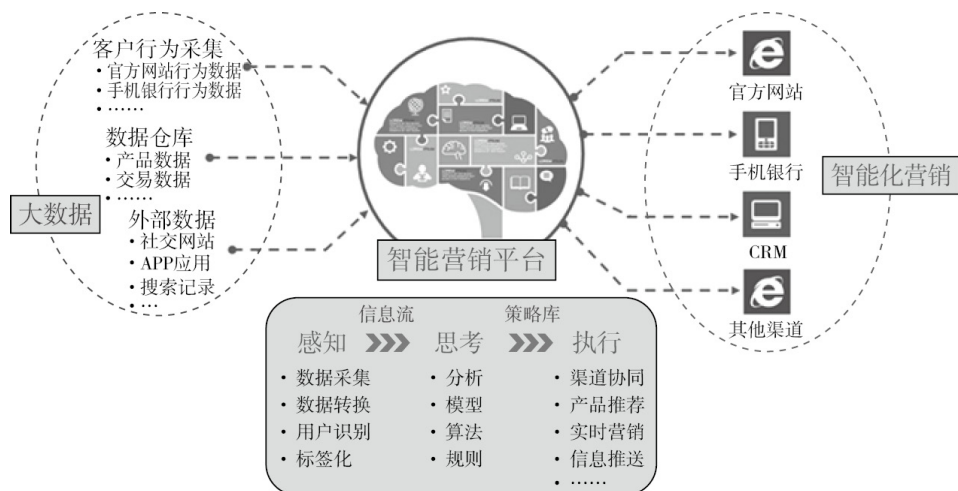 客户行为采集
• 官方网站行为数据
• 手机银行行为数据
• ……
数据仓库
• 产品数据
• 交易数据
• ……
大数据
外部数据
• 社交网站
• APP应用
• 搜索记录
• …
智能营销平台
官方网站
手机银行
CRM
其他渠道
智能化营销
信息流
策略库
感知
思考
执行
• 数据采集
• 数据转换
• 用户识别
• 标签化
• 分析
• 模型
• 算法
• 规则
• 渠道协同
• 产品推荐
• 实时营销
• 信息推送
• ……